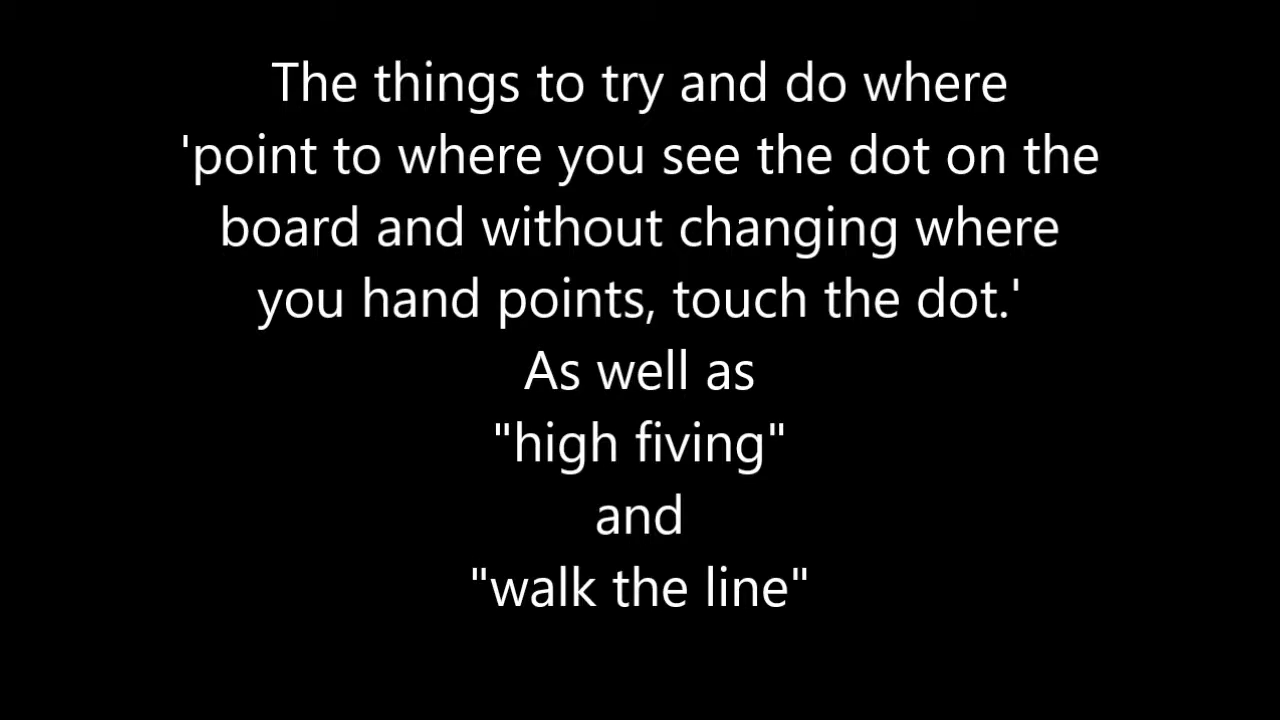 The things to try and do where
'point to where you see the dot on the
board and without changing where
you hand points, touch the dot.'
As well as
"high fiving"
and
"walk the line"